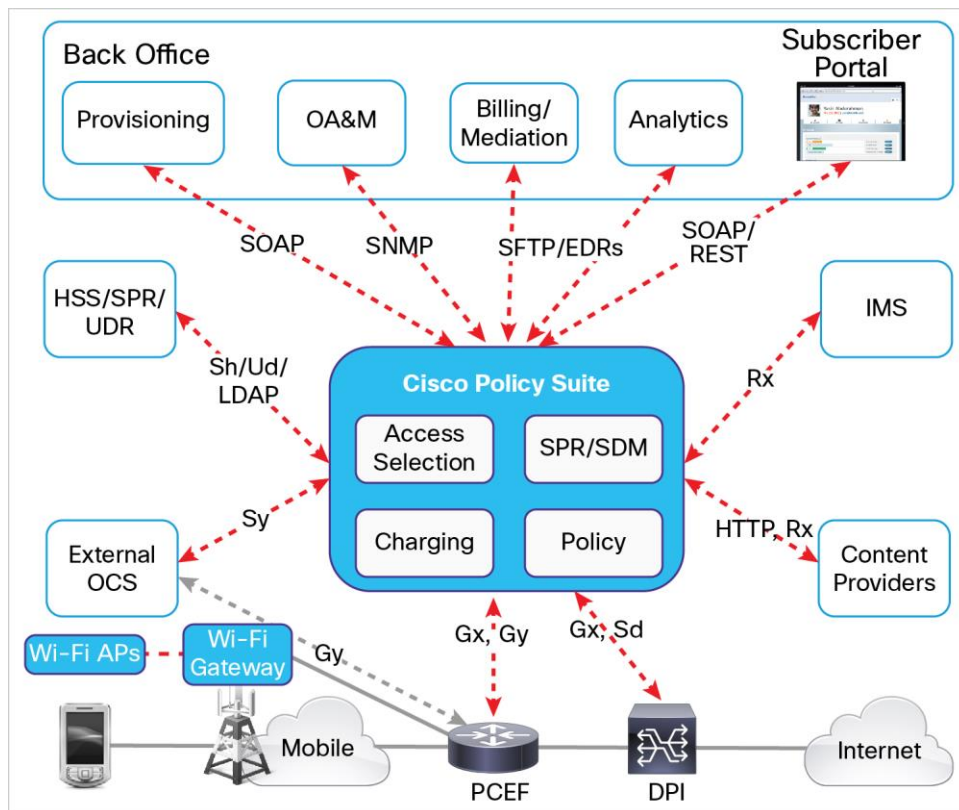 Back Office
Subscriber
Portal
Provisioning
OA&M
Billing/
Mediation
Analytics
SOAP
SNMP
SFTP/EDRs
SOAP/
REST
HSS/SPR/
UDR
IMS
Sh/Ud/
LDAP
Rx
Cisco Policy Suite
Access
Selection
SPR/SDM
Charging
Policy
Sy
HTTP, Rx
External
OCS
Content
Providers
Gx, Gy
Gx, Sd
Wi-Fi APs
Wi-Fi
Gateway
Gy
Mobile
Internet
PCEF
DPI